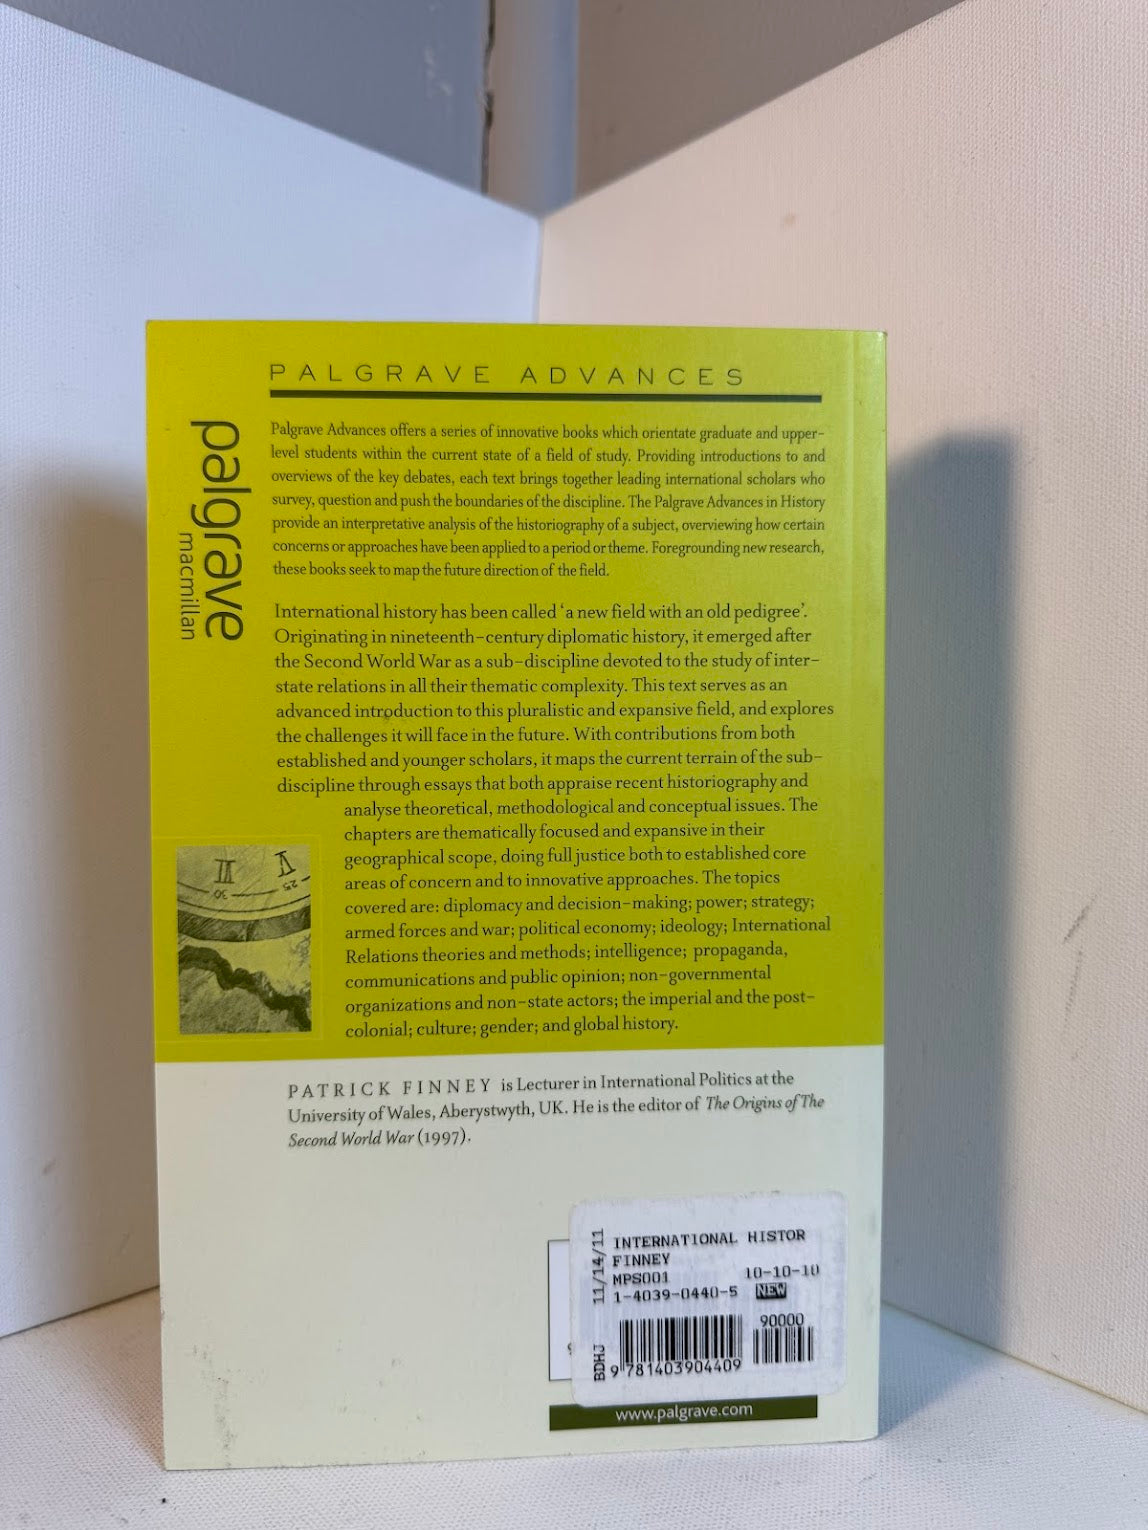 PALGRAVE ADVANCES
palgrave
macmillan
Palgrave Advances offers a series of innovative books which orientate graduate and upper-
level students within the current state of a field of study. Providing introductions to and
overviews of the key debates, each text brings together leading international scholars who
survey, question and push the boundaries of the discipline. The Palgrave Advances in History
provide an interpretative analysis of the historiography of a subject, overviewing how certain
concerns or approaches have been applied to a period or theme. Foregrounding new research,
these books seek to map the future direction of the field.
International history has been called ‘a new field with an old pedigree’.
Originating in nineteenth-century diplomatic history, it emerged after
the Second World War as a sub-discipline devoted to the study of inter-
state relations in all their thematic complexity. This text serves as an
advanced introduction to this pluralistic and expansive field, and explores
the challenges it will face in the future. With contributions from both
established and younger scholars, it maps the current terrain of the sub-
discipline through essays that both appraise recent historiography and
analyse theoretical, methodological and conceptual issues. The
chapters are thematically focused and expansive in their
geographical scope, doing full justice both to established core
areas of concern and to innovative approaches. The topics
covered are: diplomacy and decision-making; power; strategy;
armed forces and war; political economy; ideology; International
Relations theories and methods; intelligence; propaganda,
communications and public opinion; non-governmental
organizations and non-state actors; the imperial and the post-
colonial; culture; gender; and global history.
III V
30 25
PATRICK FINNEY is Lecturer in International Politics at the
University of Wales, Aberystwyth, UK. He is the editor of The Origins of The
Second World War (1997).
11/14/11
BDHJ
INTERNATIONAL HISTOR
FINNEY
MPS001 10-10-10
1-4039-0440-5 NEW
90000
9 781403904409
www.palgrave.com